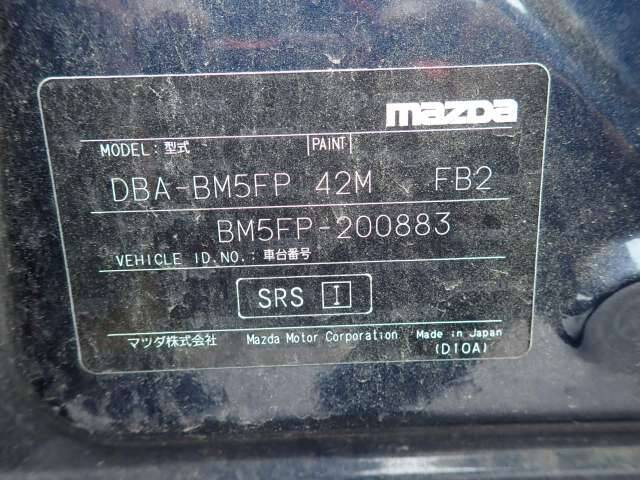 mazda
MODEL: 型式 PAINT
DBA-BM5FP 42M FB2
BM5FP-200883
VEHICLE ID.NO.: 車台番号
SRS I
マツダ株式会社 Mazda Motor Corporation Made in Japan
(D10A)